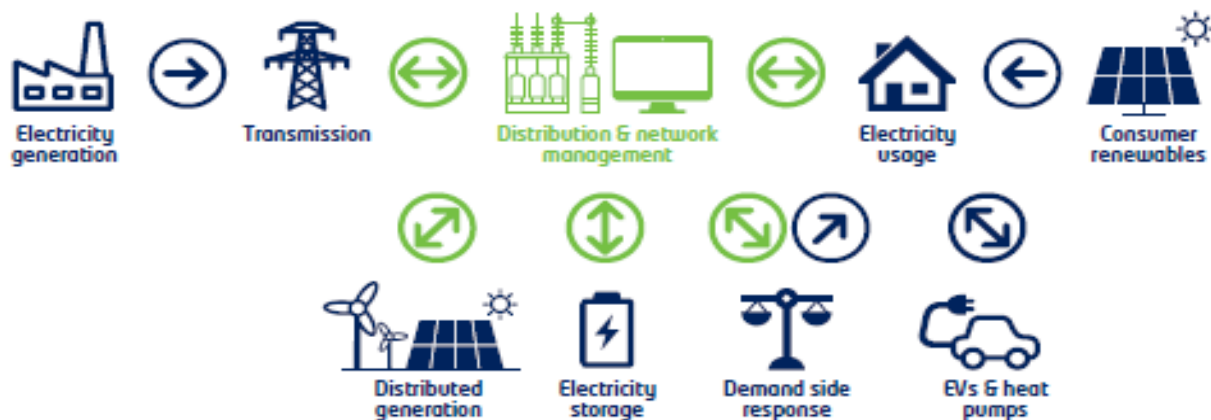 Electricity
generation
Transmission
Distribution & network
management
Electricity
usage
Consumer
renewables
Distributed
generation
Electricity
storage
Demand side
response
EVs & heat
pumps